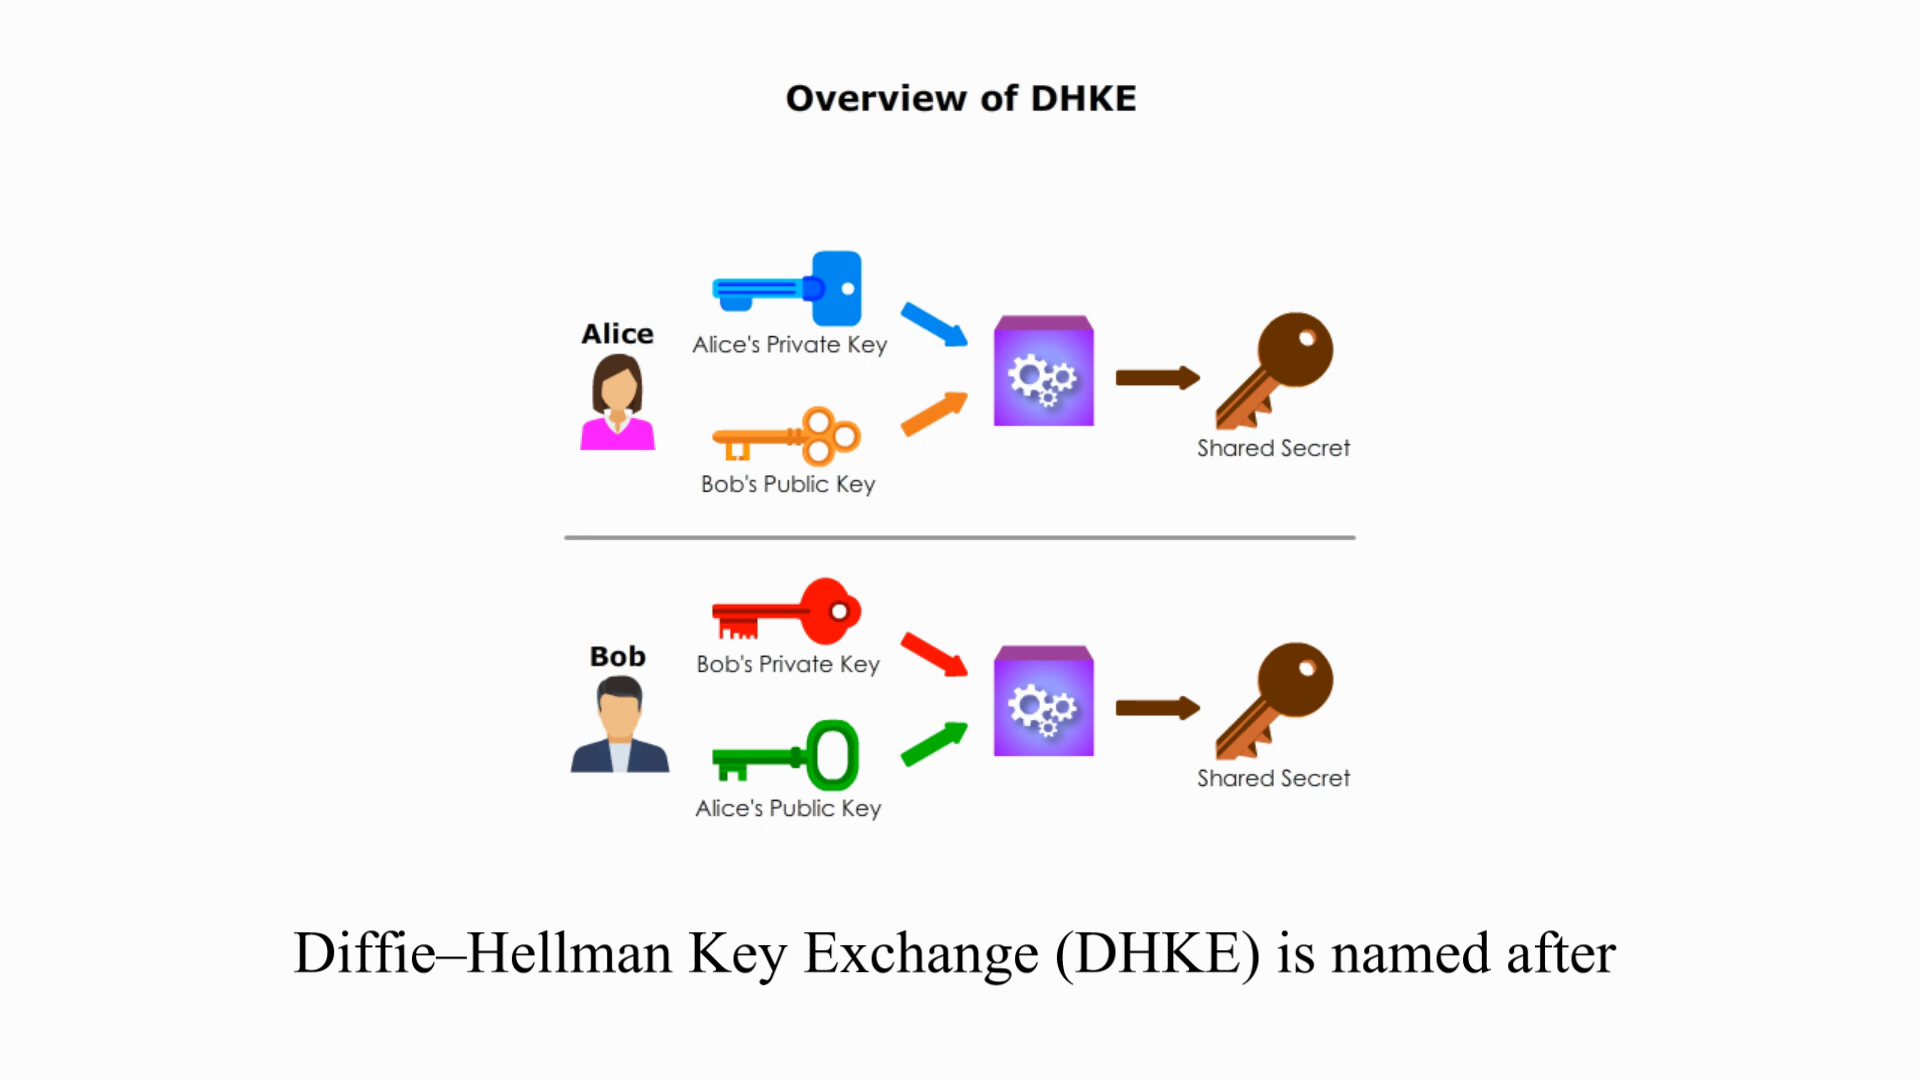 Overview of DHKE
Alice
Alice's Private Key
Bob's Public Key
Shared Secret
Bob
Bob's Private Key
Alice's Public Key
Shared Secret
Diffie–Hellman Key Exchange (DHKE) is named after